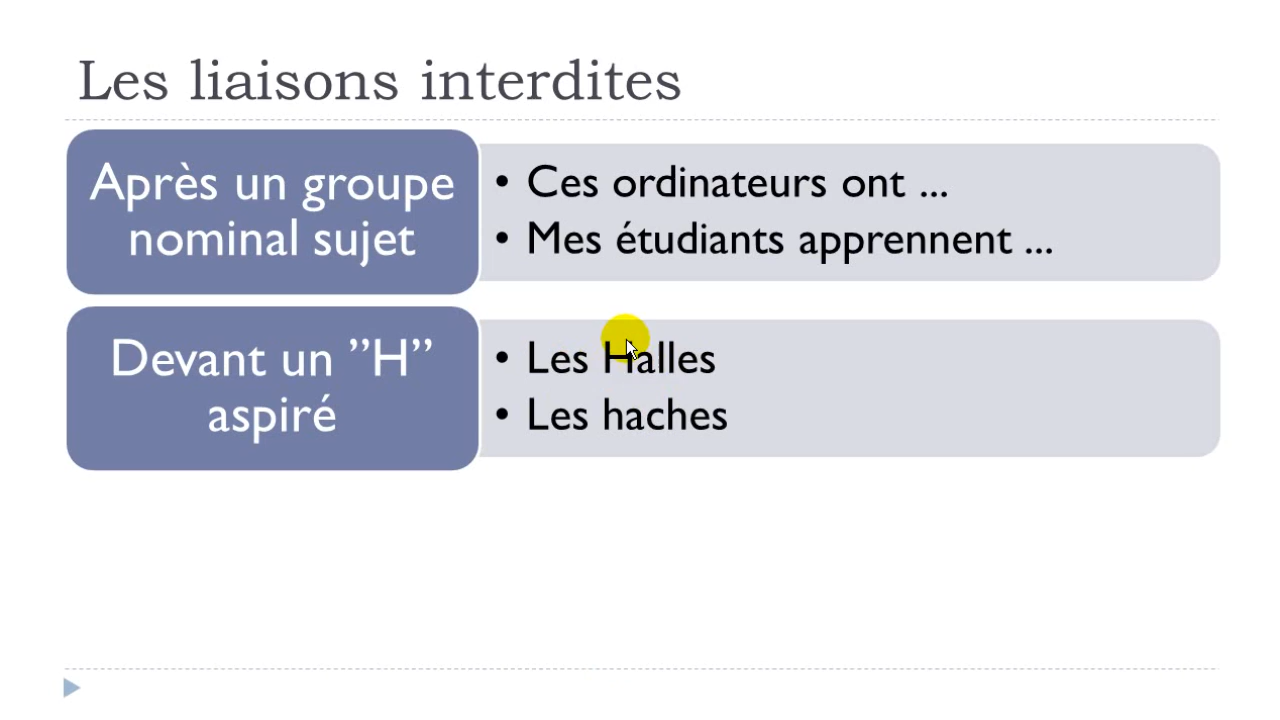 Les liaisons interdites
Après un groupe
nominal sujet
• Ces ordinateurs ont ...
• Mes étudiants apprennent ...
Devant un ”H”
aspiré
• Les Halles
• Les haches